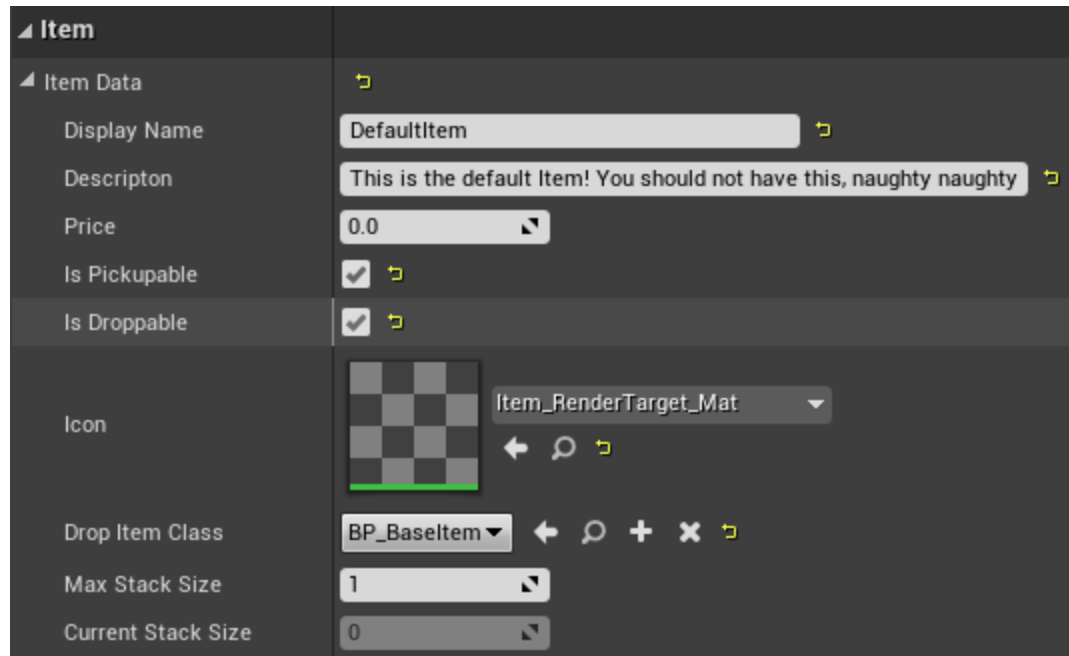 Item
Item Data
Display Name DefaultItem
Descripton This is the default Item! You should not have this, naughty naughty
Price 0.0
Is Pickupable
Is Droppable
Icon Item_RenderTarget_Mat
Drop Item Class BP_BaseItem
Max Stack Size 1
Current Stack Size 0